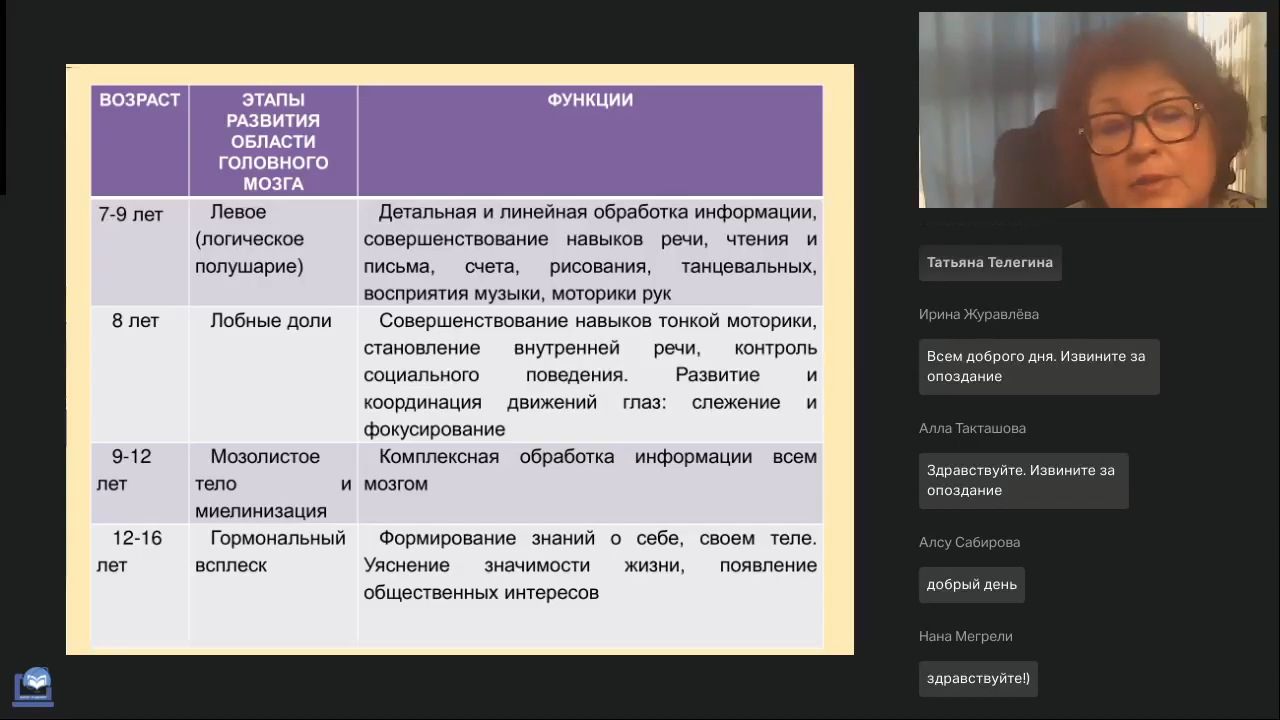 ВОЗРАСТ
ЭТАПЫ
РАЗВИТИЯ
ОБЛАСТИ
ГОЛОВНОГО
МОЗГА
ФУНКЦИИ
7-9 лет
Левое
(логическое
полушарие)
Детальная и линейная обработка информации,
совершенствование навыков речи, чтения и
письма, счета, рисования, танцевальных,
восприятия музыки, моторики рук
8 лет
Лобные доли
Совершенствование навыков тонкой моторики,
становление внутренней речи, контроль
социального поведения. Развитие и
координация движений глаз: слежение и
фокусирование
9-12
лет
Мозолистое
тело и
миелинизация
Комплексная обработка информации всем
мозгом
12-16
лет
Гормональный
всплеск
Формирование знаний о себе, своем теле.
Уяснение значимости жизни, появление
общественных интересов
Татьяна Телегина
Ирина Журавлёва
Всем доброго дня. Извините за
опоздание
Алла Такташова
Здравствуйте. Извините за
опоздание
Алсу Сабирова
добрый день
Нана Мегрели
здравствуйте!)